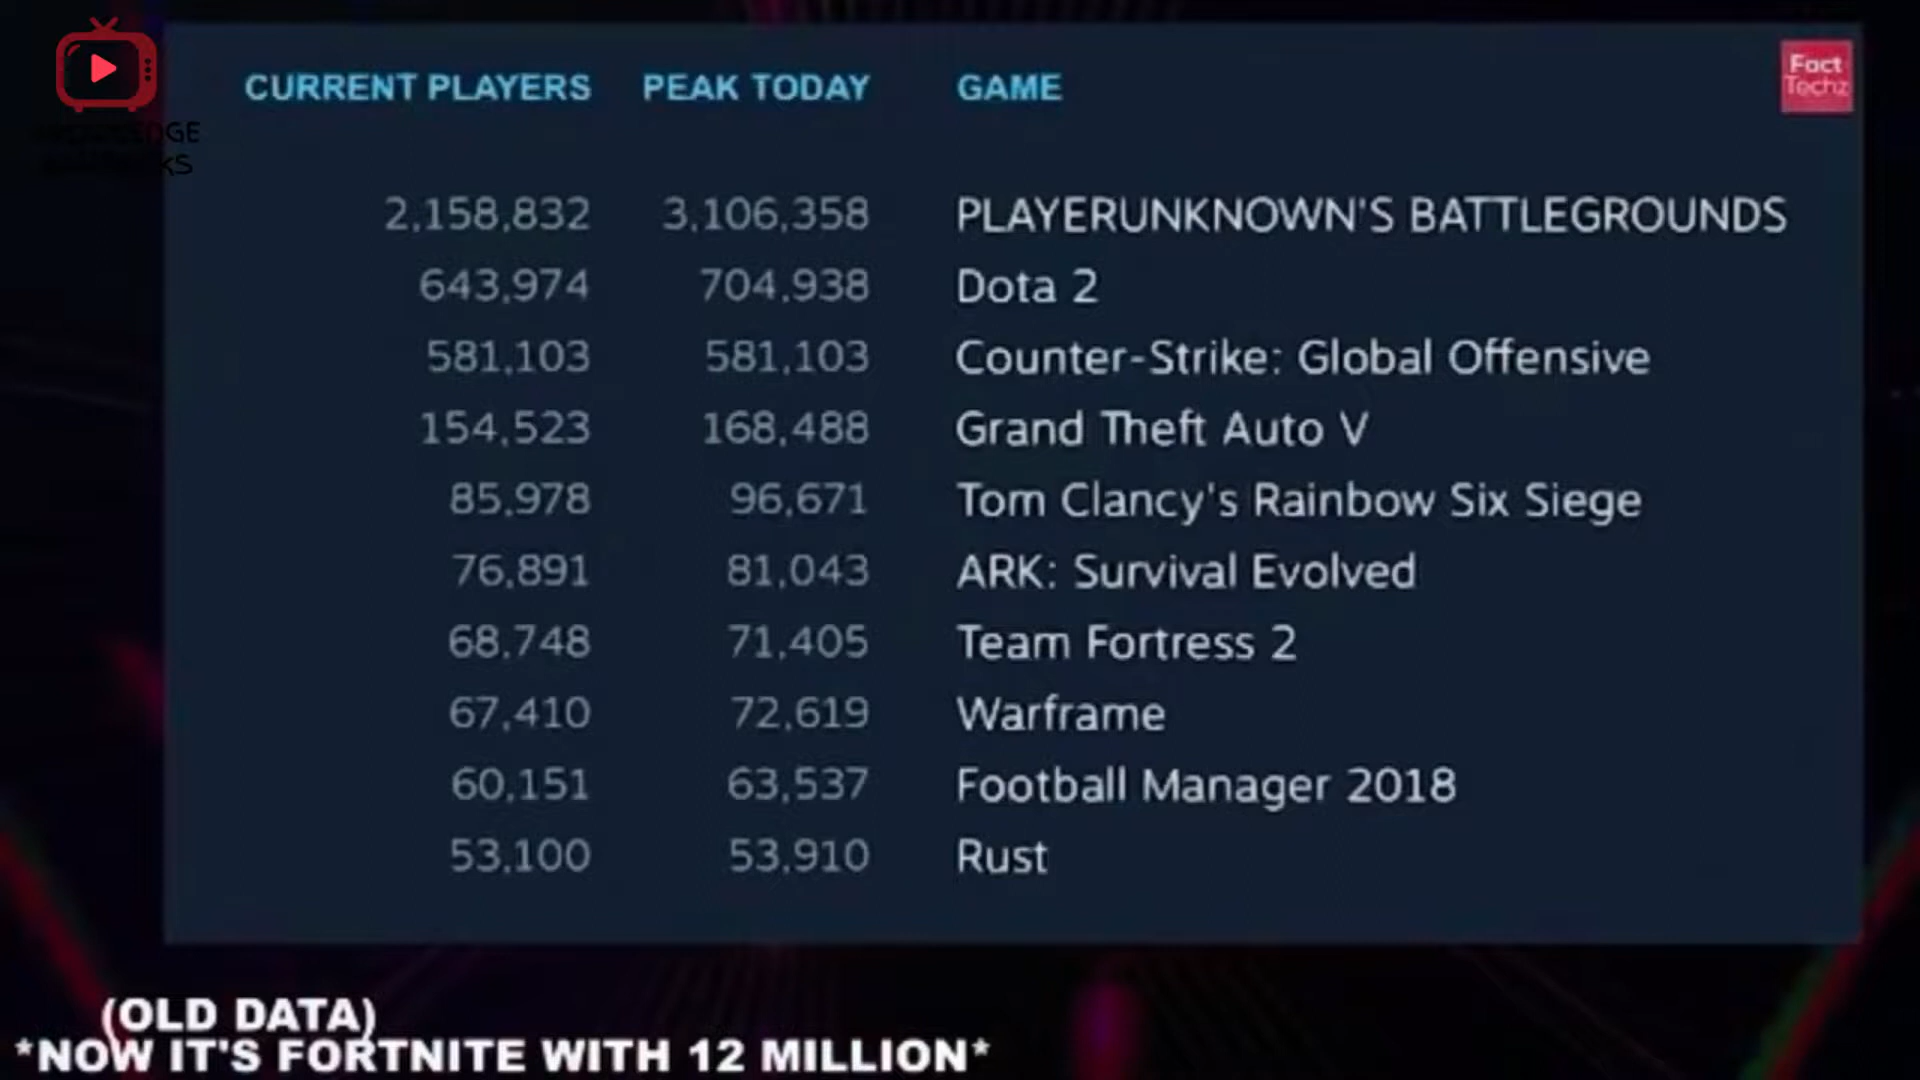 CURRENT PLAYERS PEAK TODAY GAME
Fact
Techz
2,158,832 3,106,358 PLAYERUNKNOWN'S BATTLEGROUNDS
643,974 704,938 Dota 2
581,103 581,103 Counter-Strike: Global Offensive
154,523 168,488 Grand Theft Auto V
85,978 96,671 Tom Clancy's Rainbow Six Siege
76,891 81,043 ARK: Survival Evolved
68,748 71,405 Team Fortress 2
67,410 72,619 Warframe
60,151 63,537 Football Manager 2018
53,100 53,910 Rust
(OLD DATA)
*NOW IT'S FORTNITE WITH 12 MILLION*